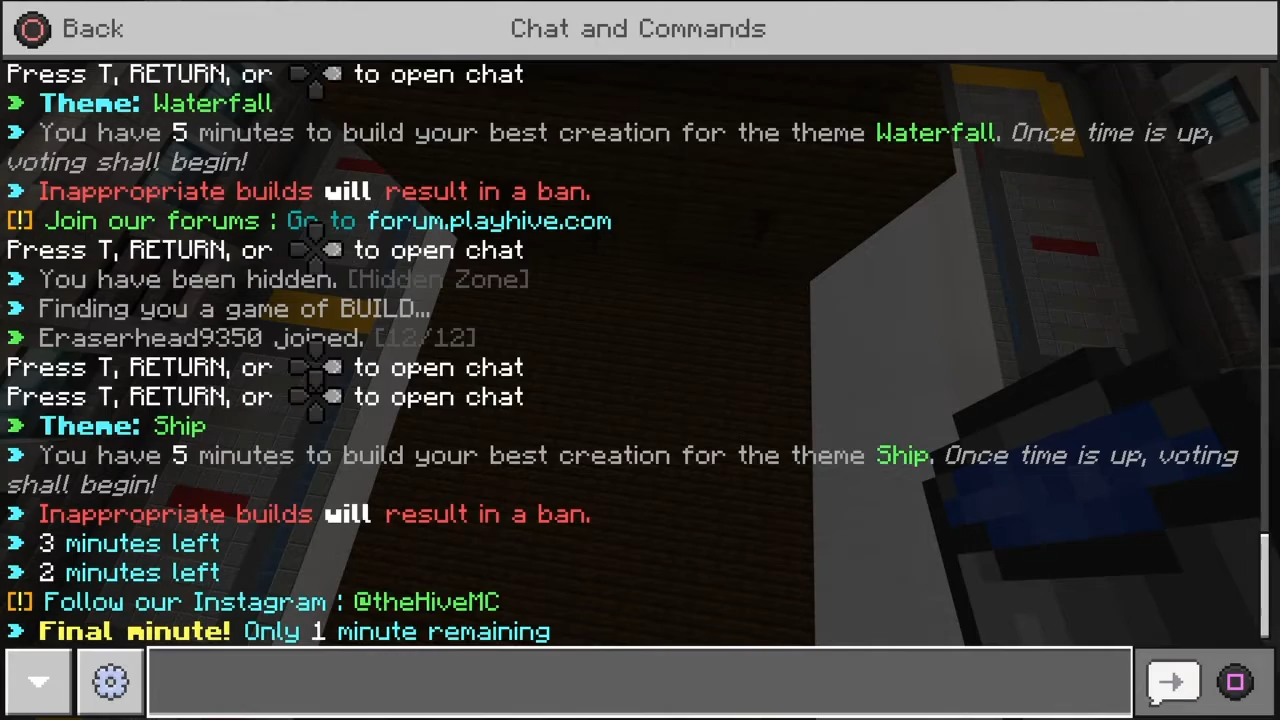 Back
Chat and Commands
Press T, RETURN, or to open chat
Theme: Waterfall
You have 5 minutes to build your best creation for the theme Waterfall. Once time is up,
voting shall begin!
Inappropriate builds will result in a ban.
[!] Join our forums : Go to forum.playhive.com
Press T, RETURN, or to open chat
You have been hidden. [Hidden Zone]
Finding you a game of BUILD...
Eraserhead9350 joined. [12/12]
Press T, RETURN, or to open chat
Press T, RETURN, or to open chat
Theme: Ship
You have 5 minutes to build your best creation for the theme Ship. Once time is up, voting
shall begin!
Inappropriate builds will result in a ban.
3 minutes left
2 minutes left
[!] Follow our Instagram : @theHiveMC
Final minute! Only 1 minute remaining